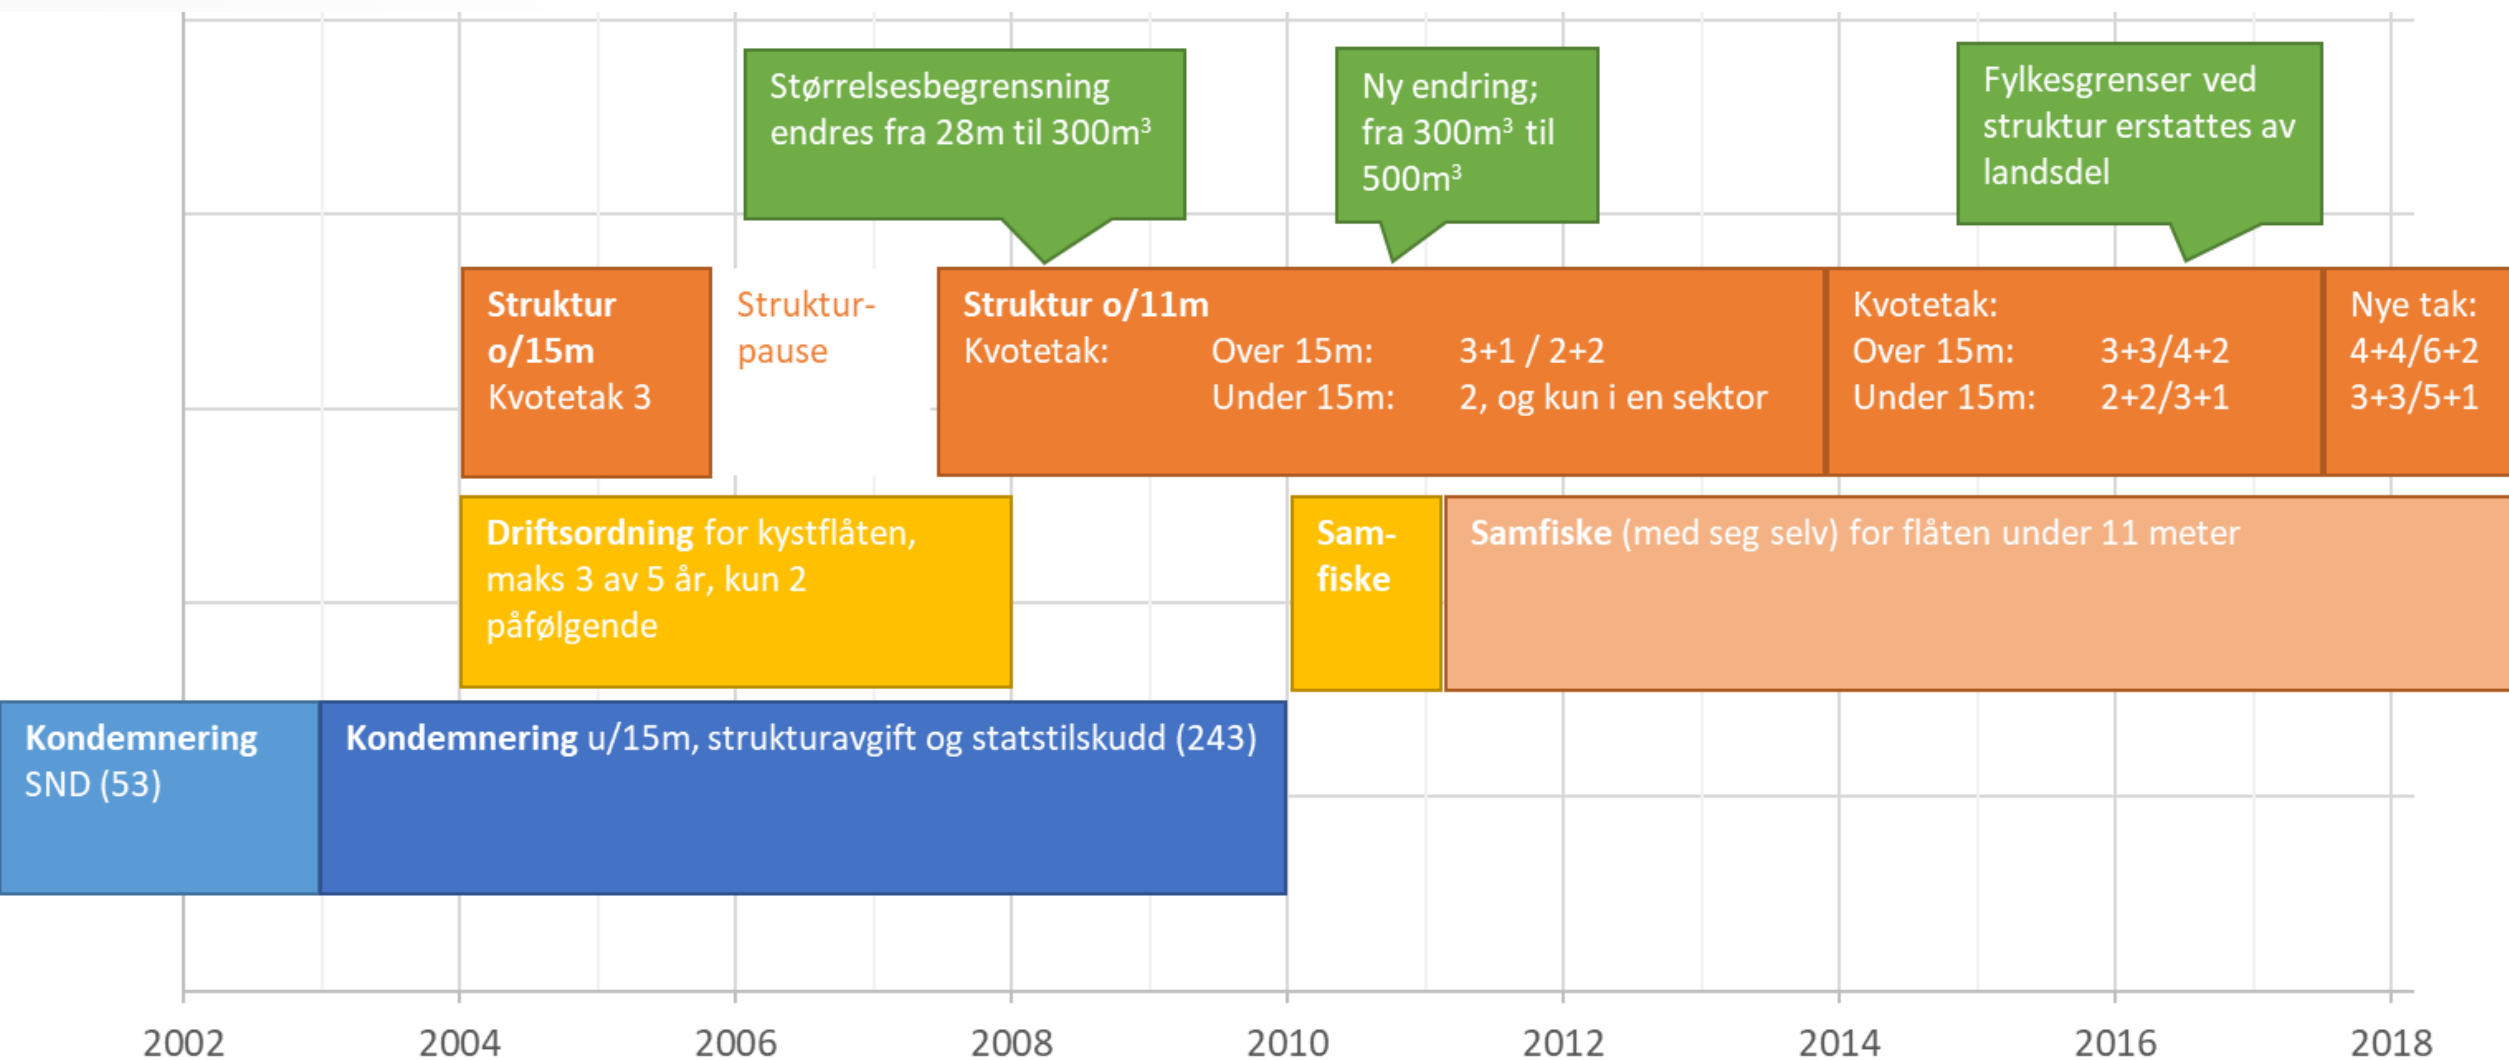 Størrelsesbegrensning
endres fra 28m til 300m³
Ny endring;
fra 300m³ til
500m³
Fylkesgrenser ved
struktur erstattes av
landsdel
Struktur
o/15m
Kvotetak 3
Struktur-
pause
Struktur o/11m
Kvotetak: Over 15m: 3+1 / 2+2
Under 15m: 2, og kun i en sektor
Kvotetak:
Over 15m: 3+3/4+2
Under 15m: 2+2/3+1
Nye tak:
4+4/6+2
3+3/5+1
Driftsordning for kystflåten,
maks 3 av 5 år, kun 2
påfølgende
Sam-
fiske
Samfiske (med seg selv) for flåten under 11 meter
Kondemnering
SND (53)
Kondemnering u/15m, strukturavgift og statstilskudd (243)
2002 2004 2006 2008 2010 2012 2014 2016 2018